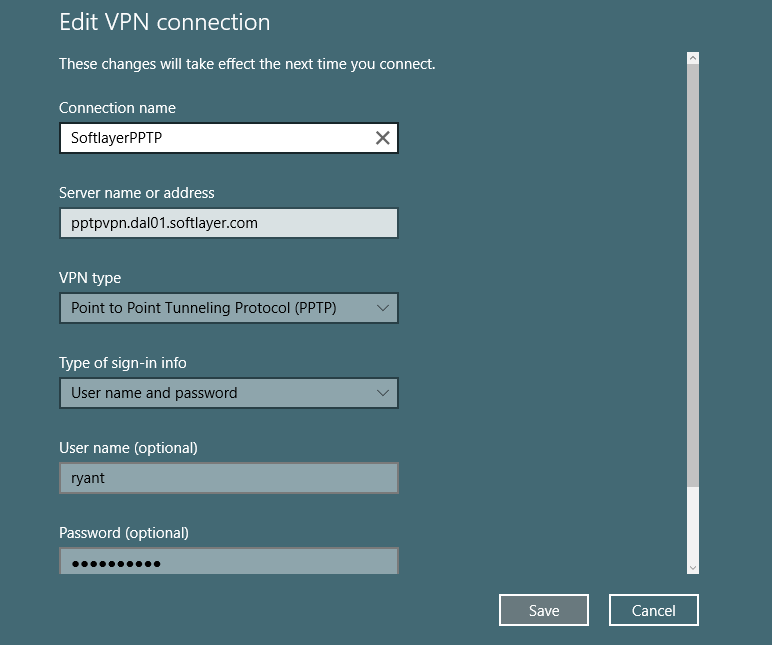 Edit VPN connection
These changes will take effect the next time you connect.
Connection name
SoftlayerPPTP
Server name or address
pptpvpn.dal01.softlayer.com
VPN type
Point to Point Tunneling Protocol (PPTP)
Type of sign-in info
User name and password
User name (optional)
ryant
Password (optional)
●●●●●●●●●●
Save
Cancel